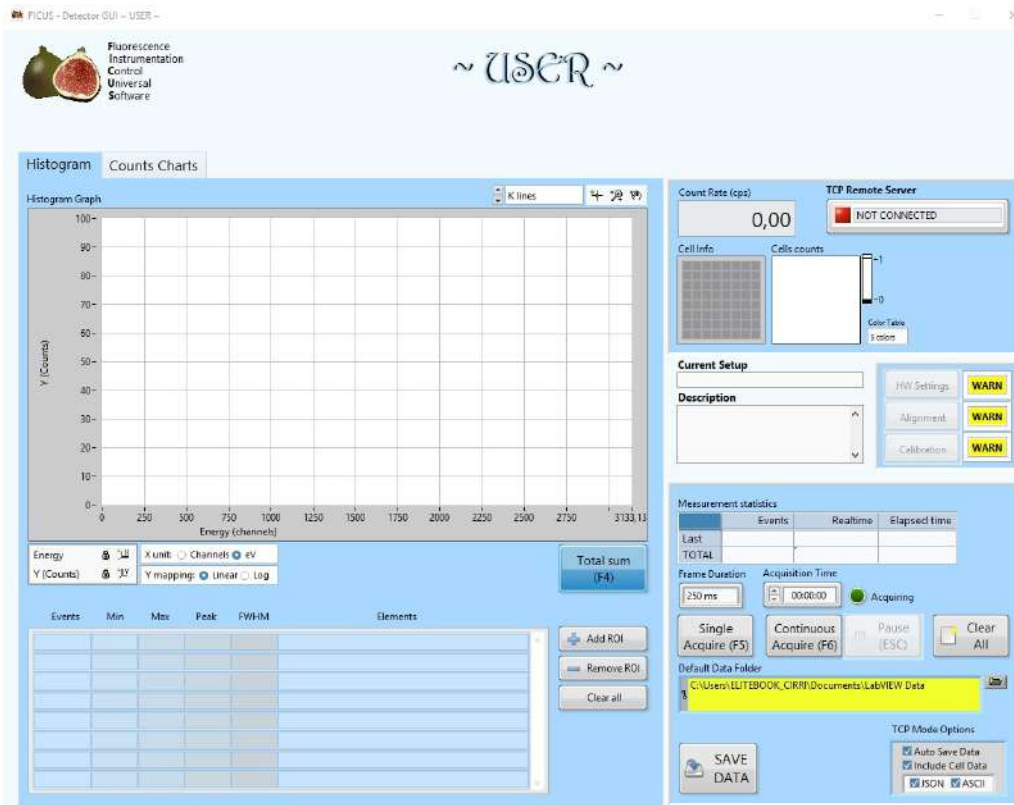 FICUS - Detector GUI -- USER --
Fluorescence
Instrumentation
Control
Universal
Software
~ USER ~
Histogram
Counts Charts
Histogram Graph
K lines
100
90
80
70
60
50
40
30
20
10
0
Y (Counts)
0 250 500 750 1000 1250 1500 1750 2000 2250 2500 2750 3133,13
Energy (channels)
Energy
Y (Counts)
X unit: Channels eV
Y mapping: Linear Log
Total sum
(F4)
Events Min Max Peak FWHM Elements
Add ROI
Remove ROI
Clear all
Count Rate (cps)
0,00
TCP Remote Server
NOT CONNECTED
Cell Info
Cells counts
1
0
Color Table
5 colors
Current Setup
Description
HW Settings WARN
Alignment WARN
Calibration WARN
Measurement statistics
Events Realtime Elapsed time
Last
TOTAL
Frame Duration
250 ms
Acquisition Time
00:00:00
Acquiring
Single
Acquire (F5)
Continuous
Acquire (F6)
Pause
(ESC)
Clear
All
Default Data Folder
C:\Users\ELITEBOOK_CIRRI\Documents\LabVIEW Data
SAVE
DATA
TCP Mode Options
Auto Save Data
Include Cell Data
JSON ASCII